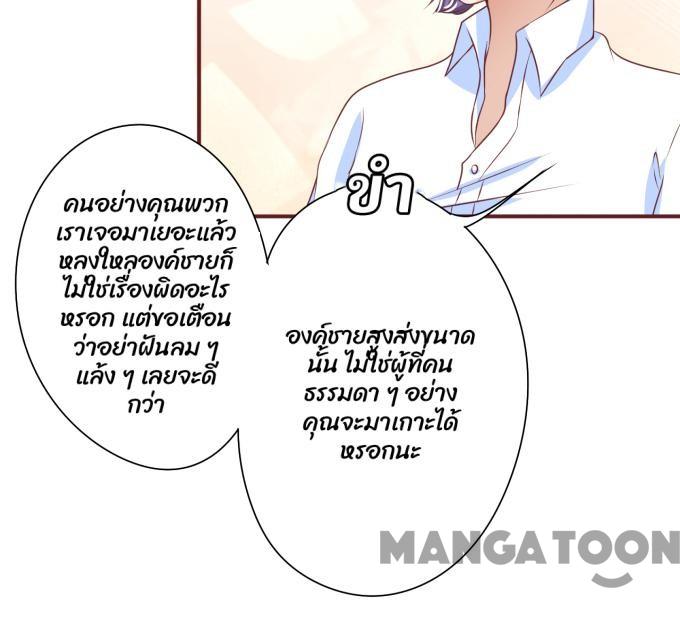 ขำ
คนอย่างคุณพวก
เราเจอมาเยอะแล้ว
หลงใหลองค์ชายก็
ไม่ใช่เรื่องผิดอะไร
หรอก แต่ขอเตือน
ว่าอย่าฝันลม ๆ
แล้ง ๆ เลยจะดี
กว่า
องค์ชายสูงส่งขนาด
นั้น ไม่ใช่ผู้ที่คน
ธรรมดา ๆ อย่าง
คุณจะมาเกาะได้
หรอกนะ
MANGATOON